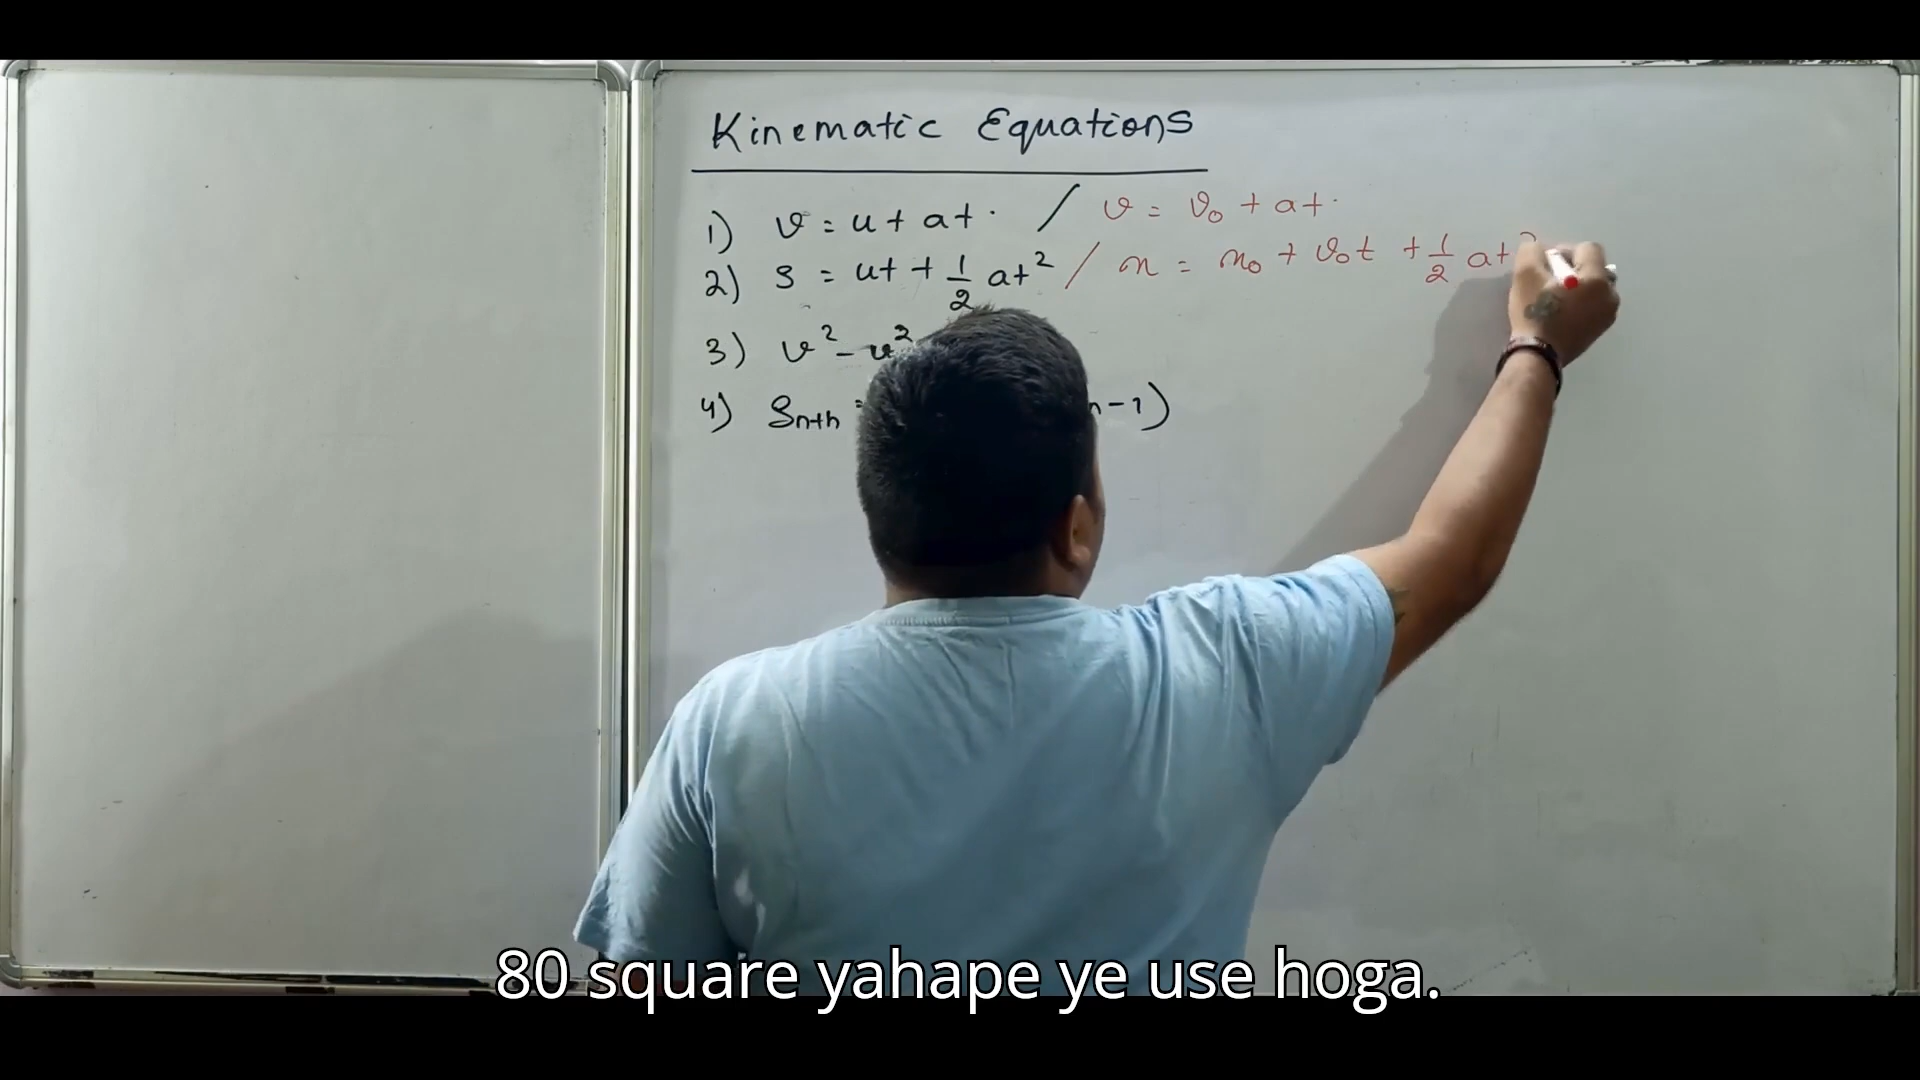 Kinematic Equations
1) v = u + at. / v = v₀ + at.
2) S = ut + 1/2 at² / x = x₀ + v₀t + 1/2 at²
3) v² - u²
4) Snth = n-1)
80 square yahape ye use hoga.